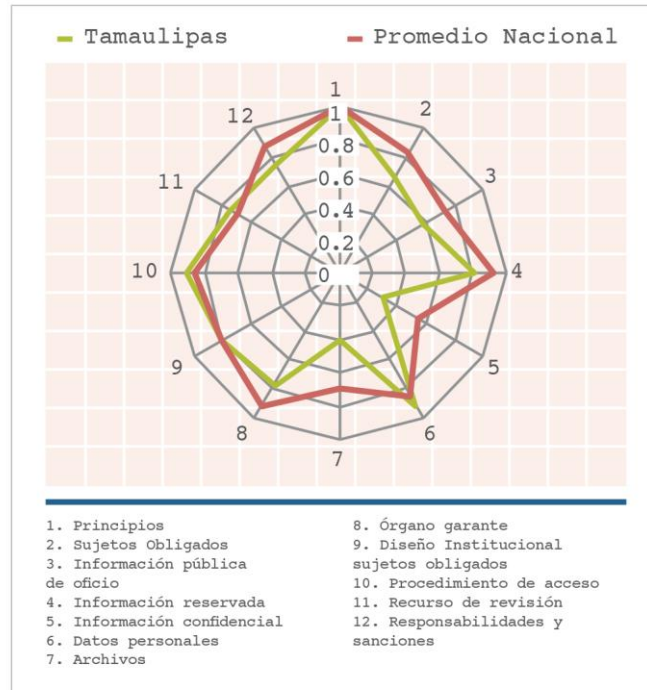 Tamaulipas
Promedio Nacional
1
12
2
1
0.8
11
3
0.6
0.4
0.2
10
0
4
9
5
8
6
7
1. Principios
2. Sujetos Obligados
3. Información pública
de oficio
4. Información reservada
5. Información confidencial
6. Datos personales
7. Archivos
8. Órgano garante
9. Diseño Institucional
sujetos obligados
10. Procedimiento de acceso
11. Recurso de revisión
12. Responsabilidades y
sanciones